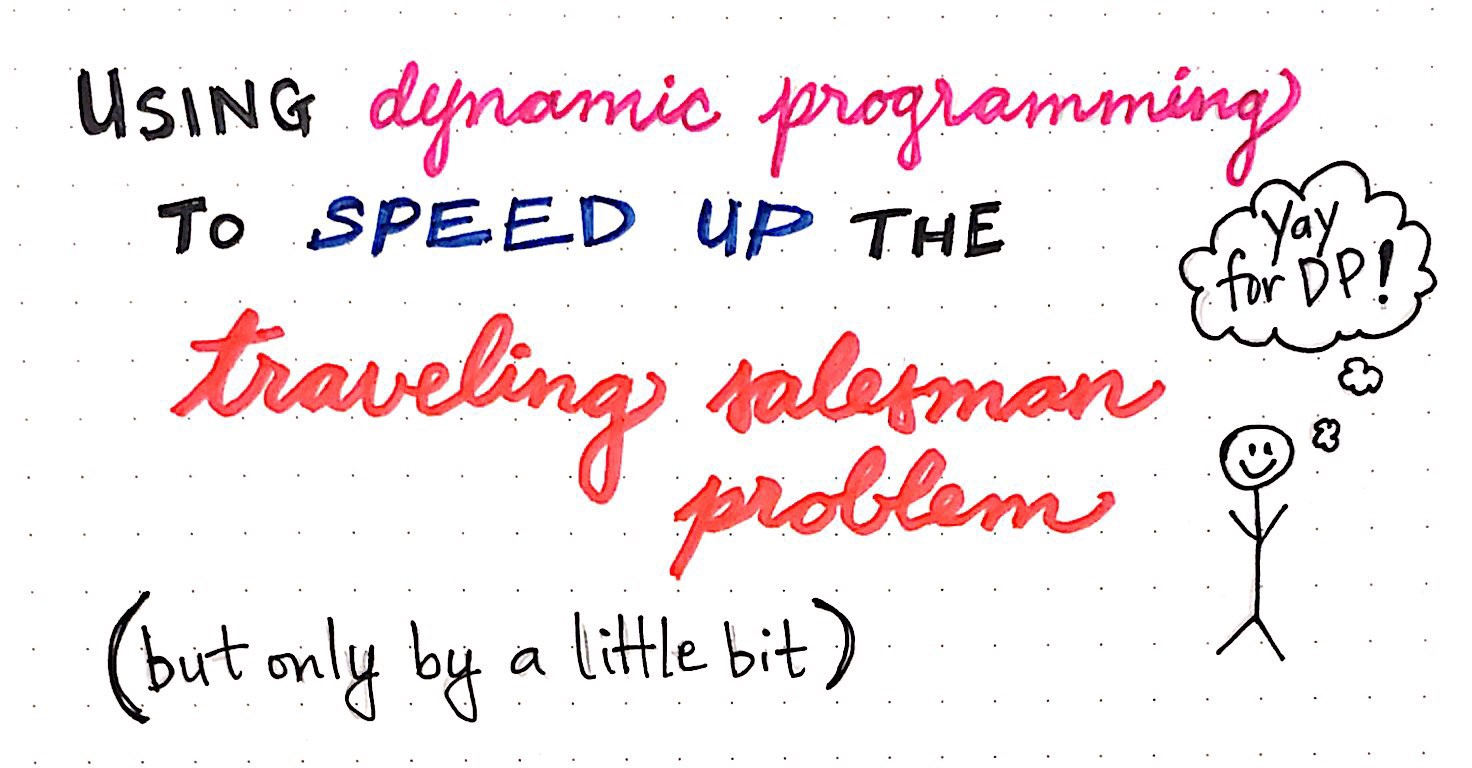 USING dynamic programming
TO SPEED UP THE
traveling salesman
problem
(but only by a little bit)
yay
for DP!